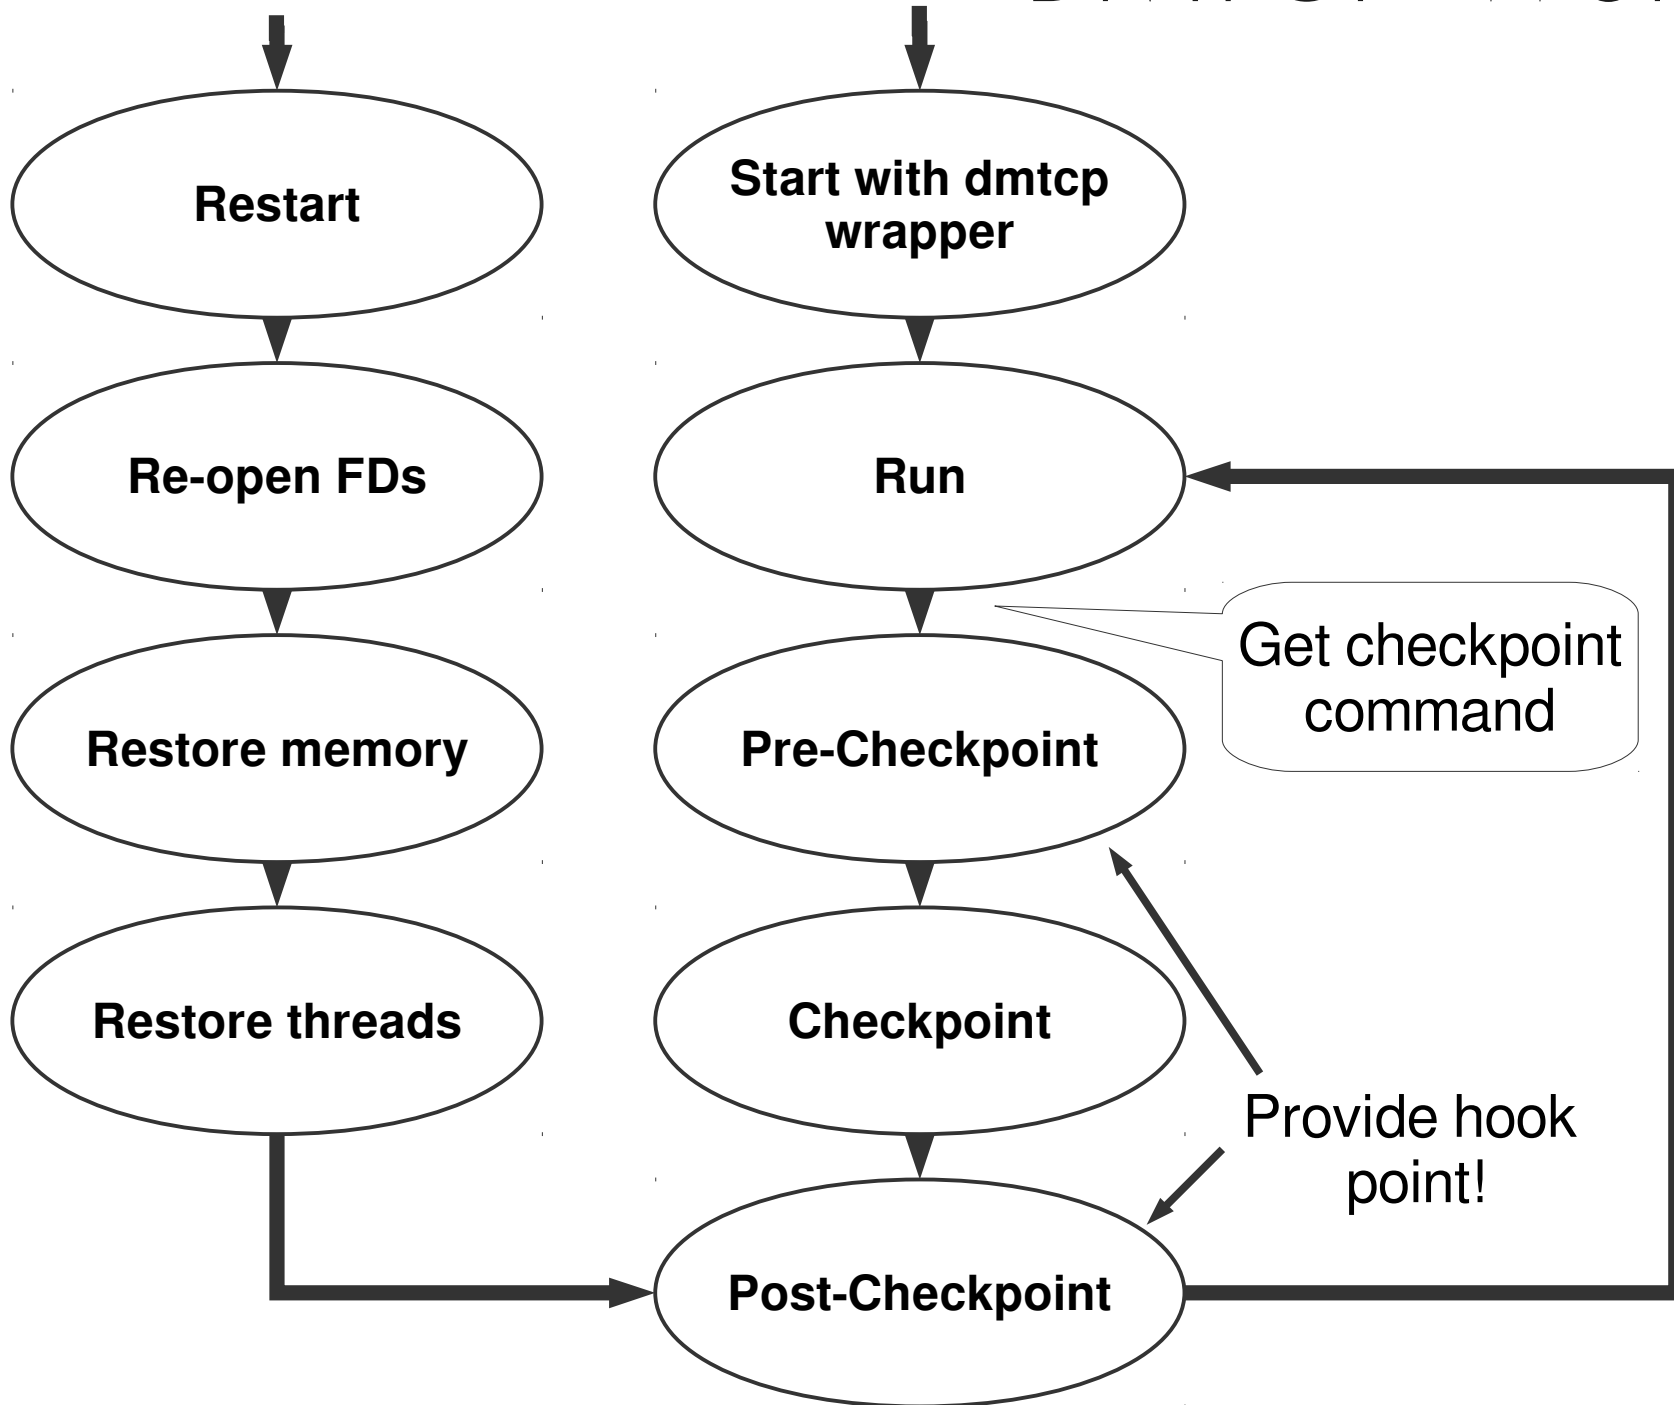 Restart
Start with dmtcp
wrapper
Re-open FDs
Run
Get checkpoint
command
Restore memory
Pre-Checkpoint
Restore threads
Checkpoint
Provide hook
point!
Post-Checkpoint